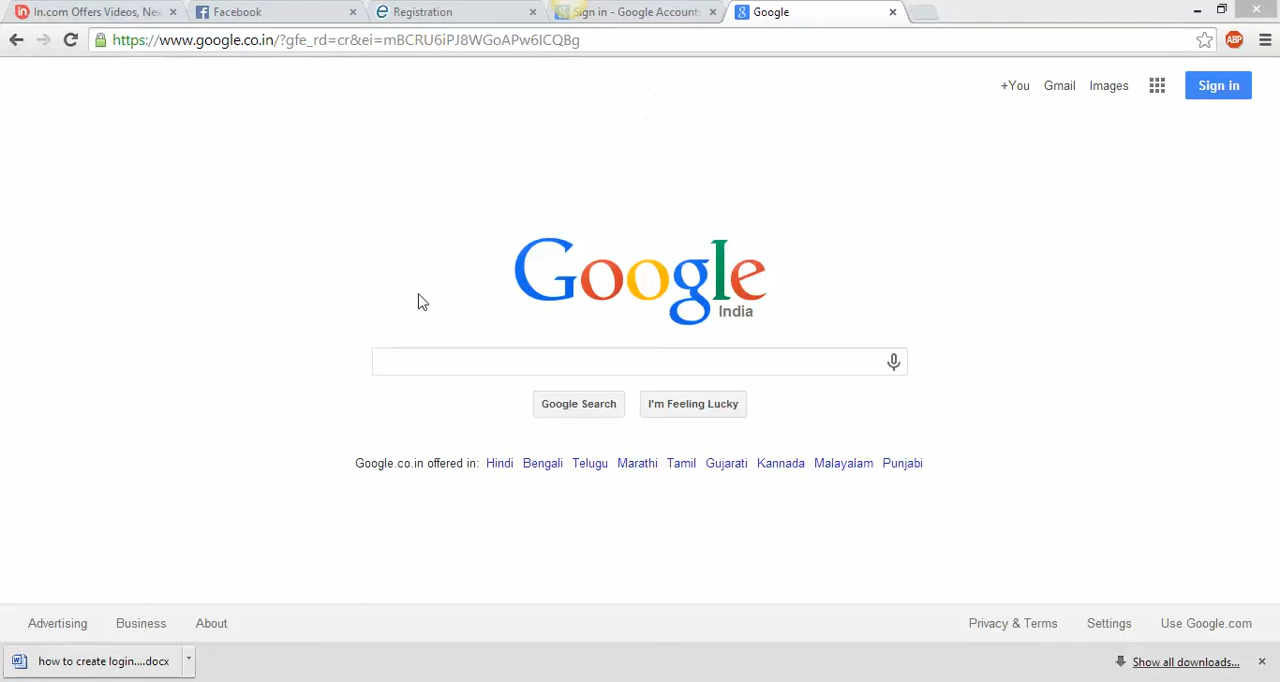 In.com Offers Videos, Nev
Facebook
Registration
Sign in - Google Accounts
Google
https://www.google.co.in/?gfe_rd=cr&ei=mBCRU6iPJ8WGoAPw6ICQBg
ABP
+You Gmail Images Sign in
Google
India
Google Search I'm Feeling Lucky
Google.co.in offered in: Hindi Bengali Telugu Marathi Tamil Gujarati Kannada Malayalam Punjabi
Advertising Business About Privacy & Terms Settings Use Google.com
how to create login....docx Show all downloads...